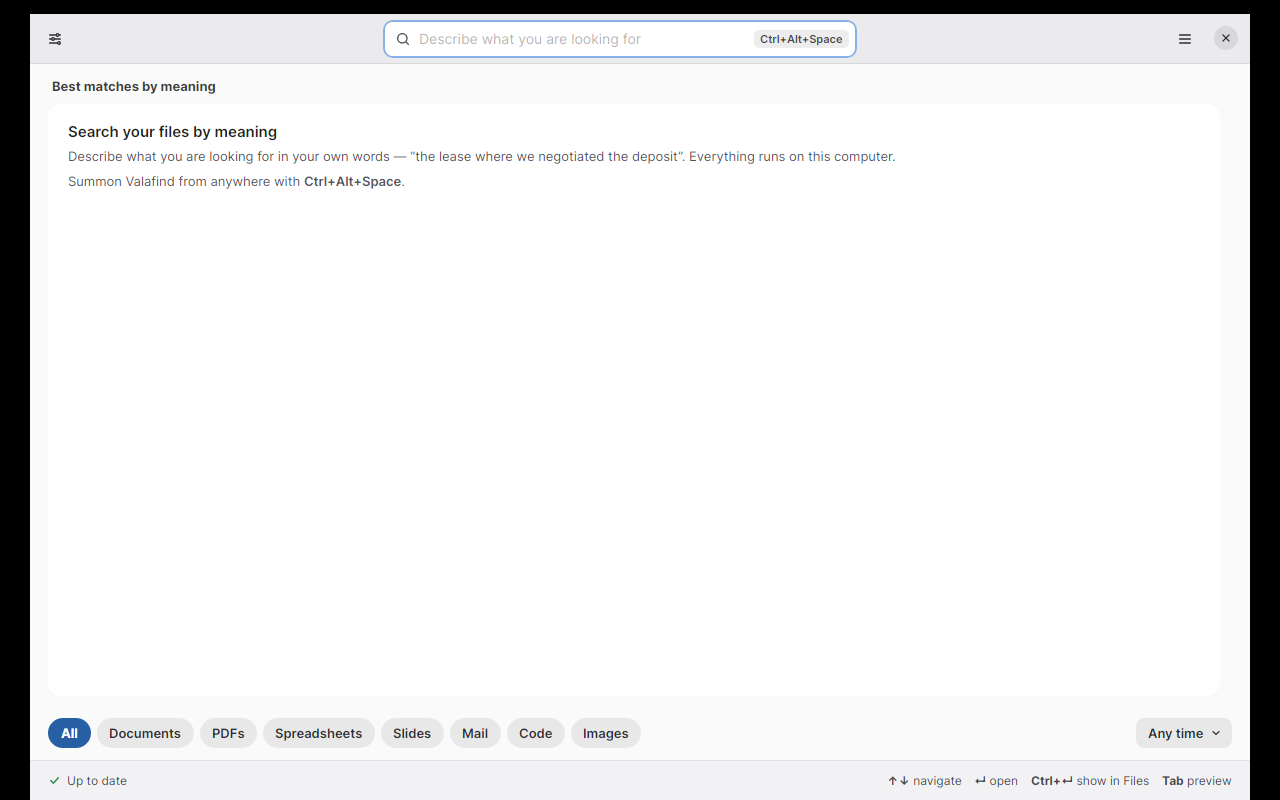 Describe what you are looking for Ctrl+Alt+Space
Best matches by meaning
Search your files by meaning
Describe what you are looking for in your own words — “the lease where we negotiated the deposit”. Everything runs on this computer.
Summon Valafind from anywhere with Ctrl+Alt+Space.
All Documents PDFs Spreadsheets Slides Mail Code Images Any time
Up to date ↑↓ navigate ↵ open Ctrl+↵ show in Files Tab preview